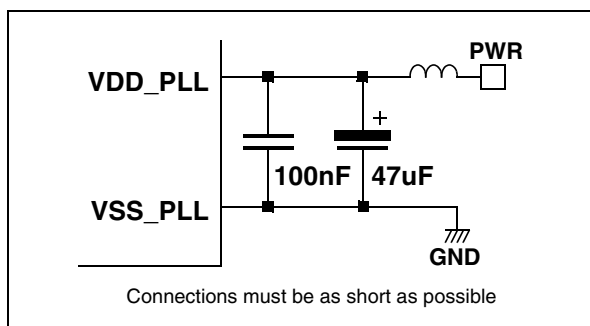 PWR
VDD_PLL
+
100nF 47uF
VSS_PLL
GND
Connections must be as short as possible